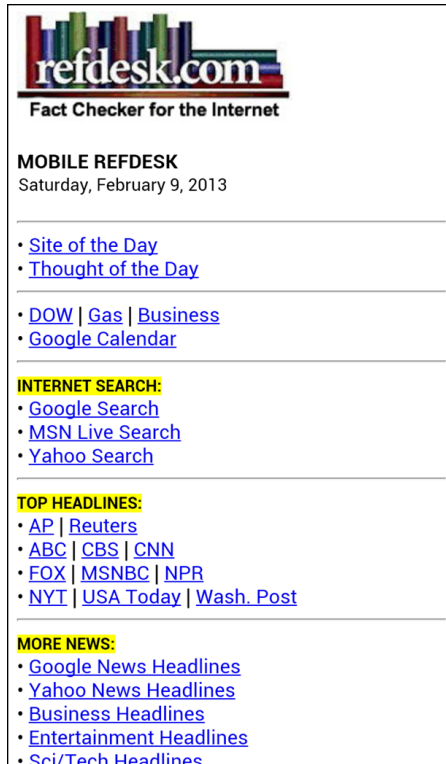 refdesk.com
Fact Checker for the Internet
MOBILE REFDESK
Saturday, February 9, 2013
• Site of the Day
• Thought of the Day
• DOW | Gas | Business
• Google Calendar
INTERNET SEARCH:
• Google Search
• MSN Live Search
• Yahoo Search
TOP HEADLINES:
• AP | Reuters
• ABC | CBS | CNN
• FOX | MSNBC | NPR
• NYT | USA Today | Wash. Post
MORE NEWS:
• Google News Headlines
• Yahoo News Headlines
• Business Headlines
• Entertainment Headlines
• Sci/Tech Headlines